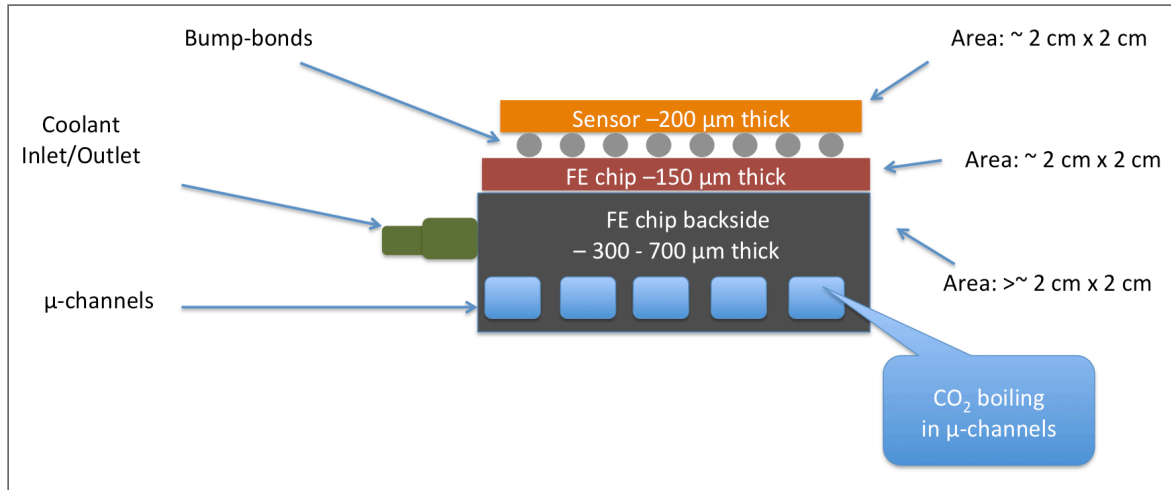 Bump-bonds
Area: ~ 2 cm x 2 cm
Sensor –200 μm thick
Coolant
Inlet/Outlet
Area: ~ 2 cm x 2 cm
FE chip –150 μm thick
FE chip backside
– 300 - 700 μm thick
Area: >~ 2 cm x 2 cm
μ-channels
CO₂ boiling
in μ-channels